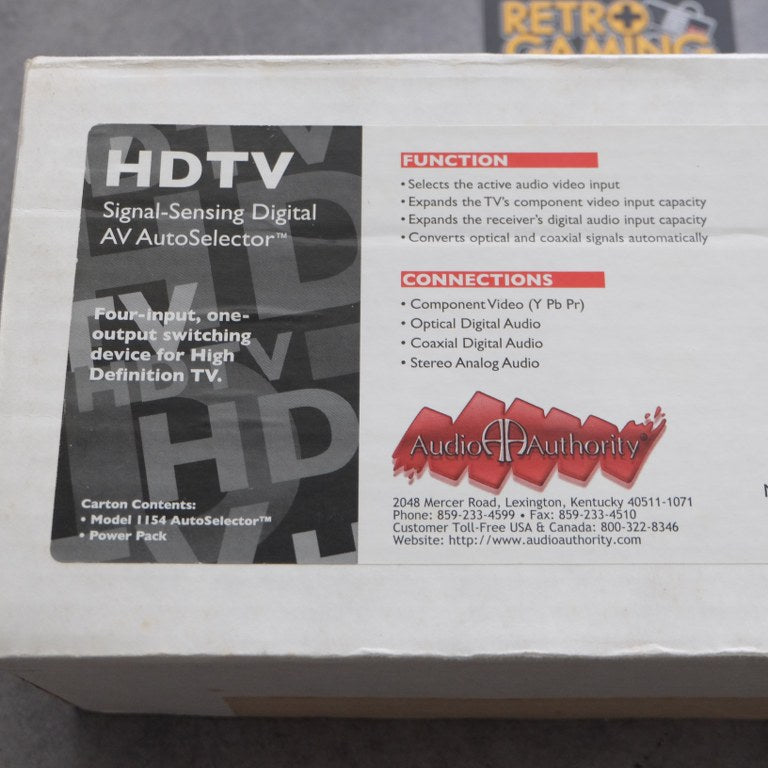 RETRO
GAMING
HDTV
Signal-Sensing Digital
AV AutoSelector™
Four-input, one-
output switching
device for High
Definition TV.
Carton Contents:
• Model 1154 AutoSelector™
• Power Pack
FUNCTION
• Selects the active audio video input
• Expands the TV's component video input capacity
• Expands the receiver's digital audio input capacity
• Converts optical and coaxial signals automatically
CONNECTIONS
• Component Video (Y Pb Pr)
• Optical Digital Audio
• Coaxial Digital Audio
• Stereo Analog Audio
Audio AA Authority®
2048 Mercer Road, Lexington, Kentucky 40511-1071
Phone: 859-233-4599 • Fax: 859-233-4510
Customer Toll-Free USA & Canada: 800-322-8346
Website: http://www.audioauthority.com